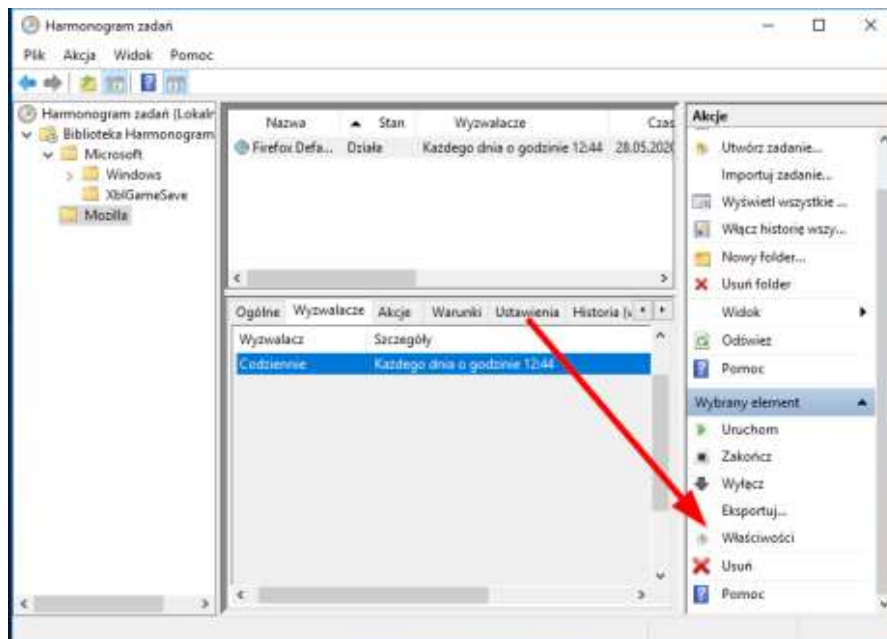 Harmonogram zadań
Plik Akcja Widok Pomoc
Harmonogram zadań (Lokalr
Biblioteka Harmonogram
Microsoft
Windows
XblGameSave
Mozilla
Nazwa Stan Wyzwalacze Czas
Firefox Defa... Działa Każdego dnia o godzinie 12:44 28.05.202
Ogólne Wyzwalacze Akcje Warunki Ustawienia Historia
Wyzwalacz Szczegóły
Codziennie Każdego dnia o godzinie 12:44
Akcje
Utwórz zadanie...
Importuj zadanie...
Wyświetl wszystkie ...
Włącz historię wszy...
Nowy folder...
Usuń folder
Widok
Odśwież
Pomoc
Wybrany element
Uruchom
Zakończ
Wyłącz
Eksportuj...
Właściwości
Usuń
Pomoc